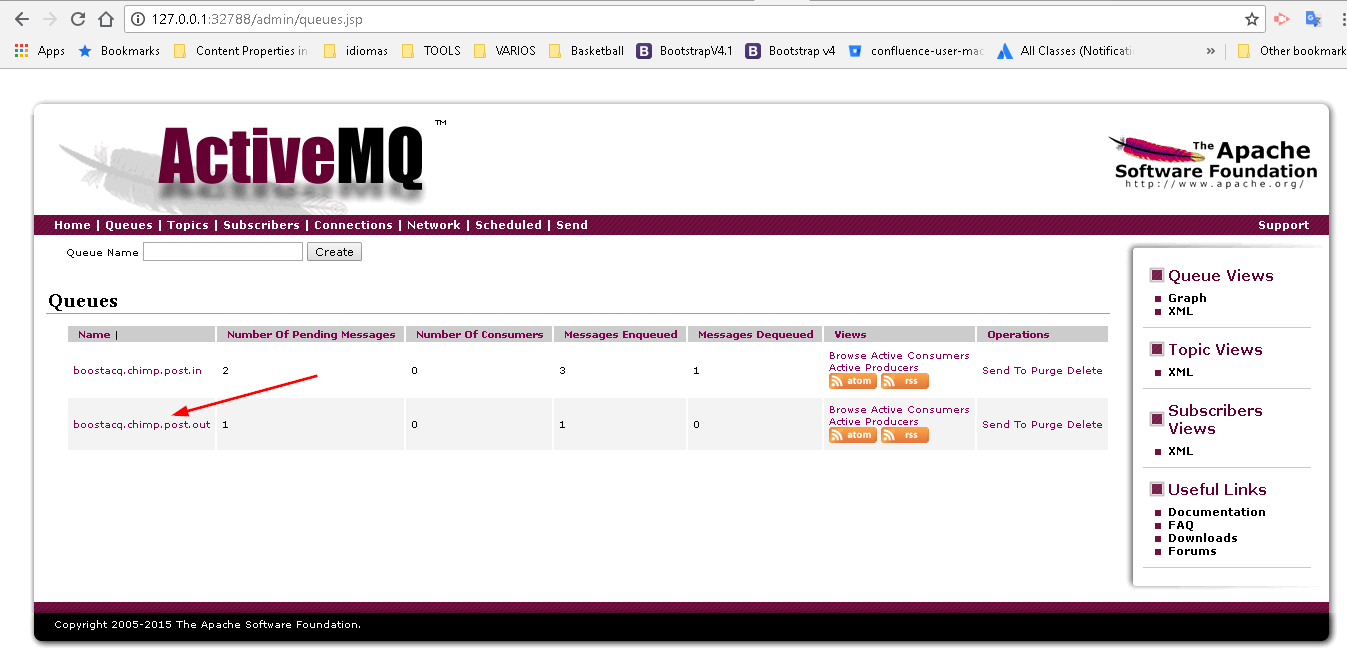 127.0.0.1:32788/admin/queues.jsp
Apps Bookmarks Content Properties in idiomas TOOLS VARIOS Basketball B BootstrapV4.1 B Bootstrap v4 confluence-user-mac All Classes (Notificati » Other bookmark
ActiveMQ ™
The Apache
Software Foundation
http://www.apache.org/
Home | Queues | Topics | Subscribers | Connections | Network | Scheduled | Send Support
Queue Name Create
Queues
Name | Number Of Pending Messages Number Of Consumers Messages Enqueued Messages Dequeued Views Operations
boostacq.chimp.post.in 2 0 3 1 Browse Active Consumers
Active Producers
atom rss
Send To Purge Delete
boostacq.chimp.post.out 1 0 1 0 Browse Active Consumers
Active Producers
atom rss
Send To Purge Delete
Queue Views
Graph
XML
Topic Views
XML
Subscribers
Views
XML
Useful Links
Documentation
FAQ
Downloads
Forums
Copyright 2005-2015 The Apache Software Foundation.